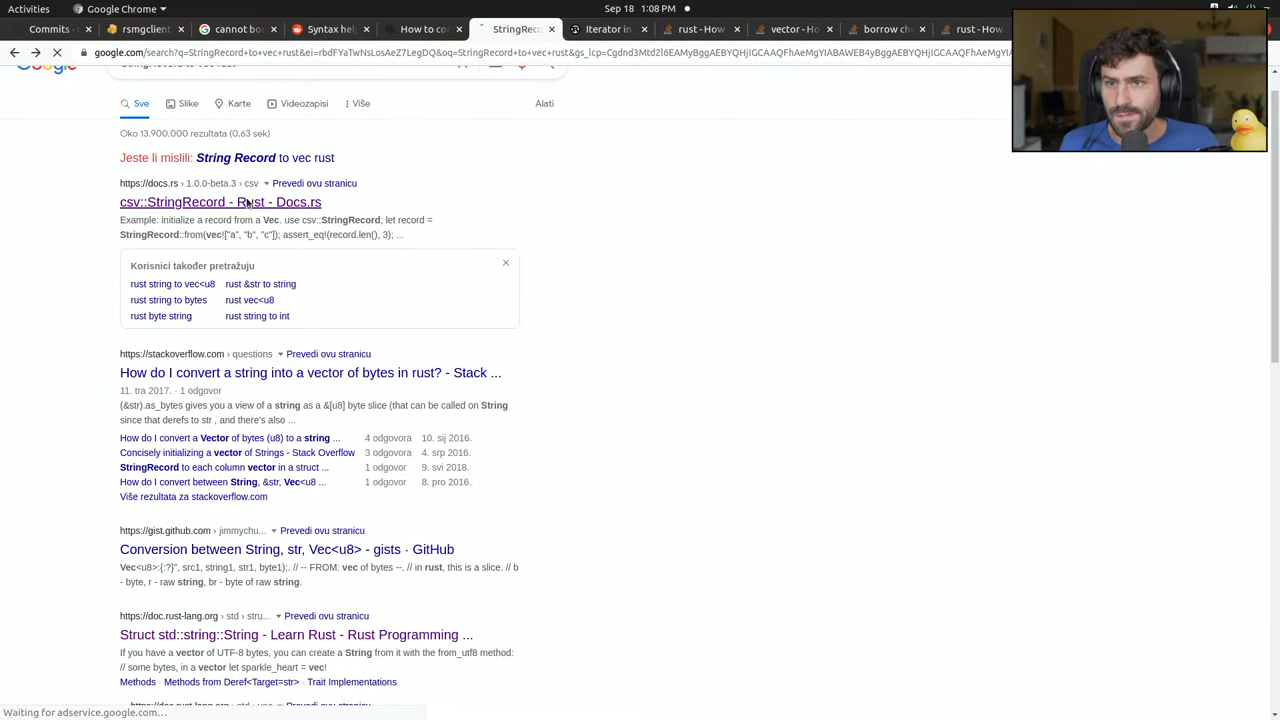 Activities
Google Chrome
Sep 18 1:08 PM
Commits -
rsmgclien
cannot bor
Syntax help
How to co
StringReco
Iterator in
rust - How
vector - Ho
borrow che
rust - How
google.com/search?q=StringRecord+to+vec+rust&ei=rbdFYaTwNsLosAeZ7LegDQ&oq=StringRecord+to+vec+rust&gs_lcp=Cgdnd3Mtd2l6EAMyBggAEBYQHjIGCAAQFhAeMgYIABAWEB4yBggAEBYQHjIGCAAQFhAeMgYIABAWE
Sve
Slike
Karte
Videozapisi
Više
Alati
Oko 13.900.000 rezultata (0,63 sek)
Jeste li mislili: String Record to vec rust
https://docs.rs › 1.0.0-beta.3 › csv Prevedi ovu stranicu
csv::StringRecord - Rust - Docs.rs
Example: initialize a record from a Vec. use csv::StringRecord; let record =
StringRecord::from(vec!["a", "b", "c"]); assert_eq!(record.len(), 3); ...
Korisnici također pretražuju
rust string to vec<u8 rust &str to string
rust string to bytes rust vec<u8
rust byte string rust string to int
https://stackoverflow.com › questions Prevedi ovu stranicu
How do I convert a string into a vector of bytes in rust? - Stack ...
11. tra 2017. · 1 odgovor
(&str).as_bytes gives you a view of a string as a &[u8] byte slice (that can be called on String
since that derefs to str , and there's also ...
How do I convert a Vector of bytes (u8) to a string ... 4 odgovora 10. sij 2016.
Concisely initializing a vector of Strings - Stack Overflow 3 odgovora 4. srp 2016.
StringRecord to each column vector in a struct ... 1 odgovor 9. svi 2018.
How do I convert between String, &str, Vec<u8 ... 1 odgovor 8. pro 2016.
Više rezultata za stackoverflow.com
https://gist.github.com › jimmychu... Prevedi ovu stranicu
Conversion between String, str, Vec<u8> - gists · GitHub
Vec<u8>:{:?}", src1, string1, str1, byte1);. // -- FROM: vec of bytes --. // in rust, this is a slice. // b
- byte, r - raw string, br - byte of raw string.
https://doc.rust-lang.org › std › stru... Prevedi ovu stranicu
Struct std::string::String - Learn Rust - Rust Programming ...
If you have a vector of UTF-8 bytes, you can create a String from it with the from_utf8 method:
// some bytes, in a vector let sparkle_heart = vec!
Methods · Methods from Deref<Target=str> · Trait Implementations
Waiting for adservice.google.com...